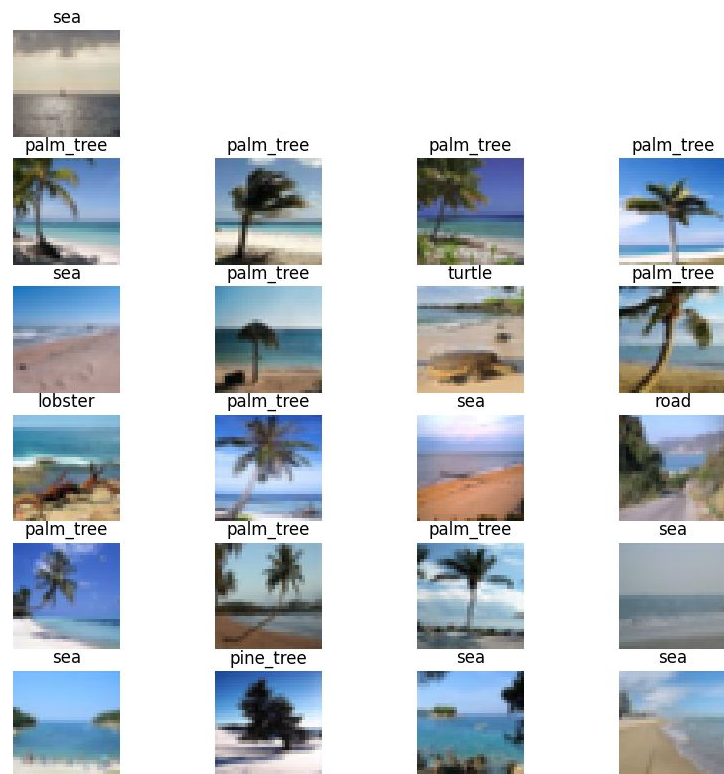 sea
palm_tree palm_tree palm_tree palm_tree
sea palm_tree turtle palm_tree
lobster palm_tree sea road
palm_tree palm_tree palm_tree sea
sea pine_tree sea sea